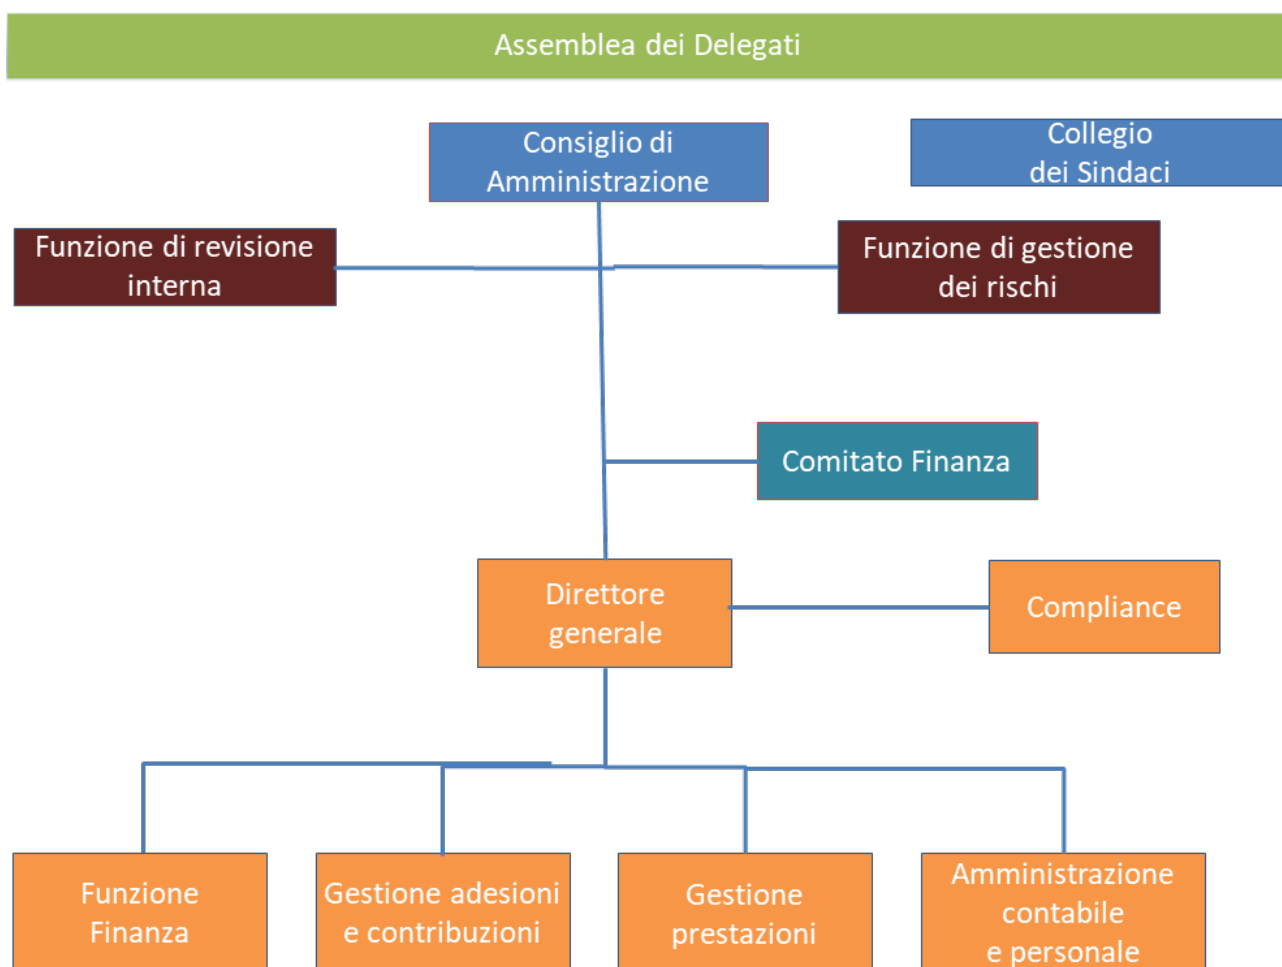 Assemblea dei Delegati
Consiglio di
Amministrazione
Collegio
dei Sindaci
Funzione di revisione
interna
Funzione di gestione
dei rischi
Comitato Finanza
Direttore
generale
Compliance
Funzione
Finanza
Gestione adesioni
e contribuzioni
Gestione
prestazioni
Amministrazione
contabile
e personale